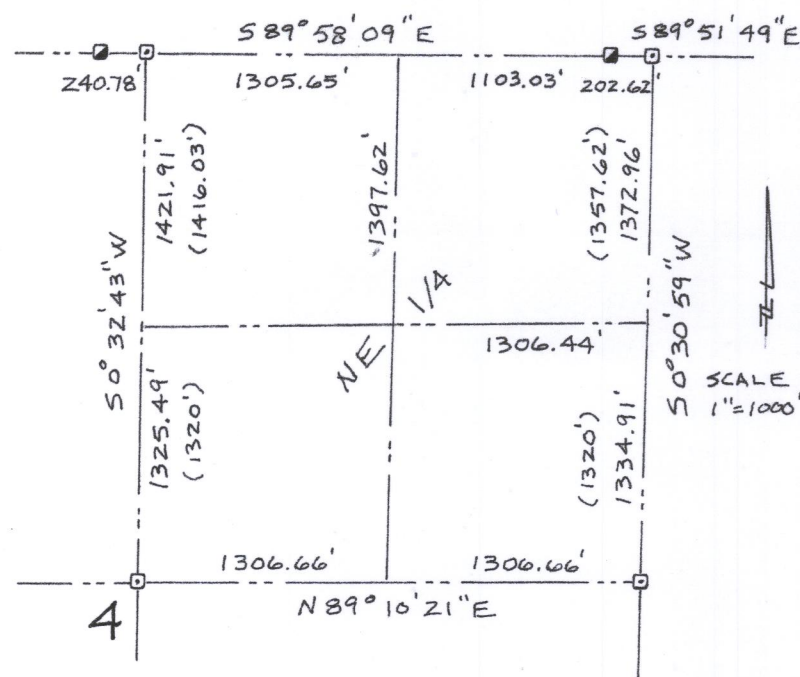 S 89° 58' 09" E
S 89° 51' 49" E
240.78'
1305.65'
1103.03'
202.62'
1421.91'
(1416.03')
1397.62'
(1357.62')
1372.96'
S 0° 32' 43" W
S 0° 30' 59" W
NE 1/4
1306.44'
SCALE
1"=1000'
1325.49'
(1320')
(1320')
1334.91'
1306.66'
1306.66'
N 89° 10' 21" E
4